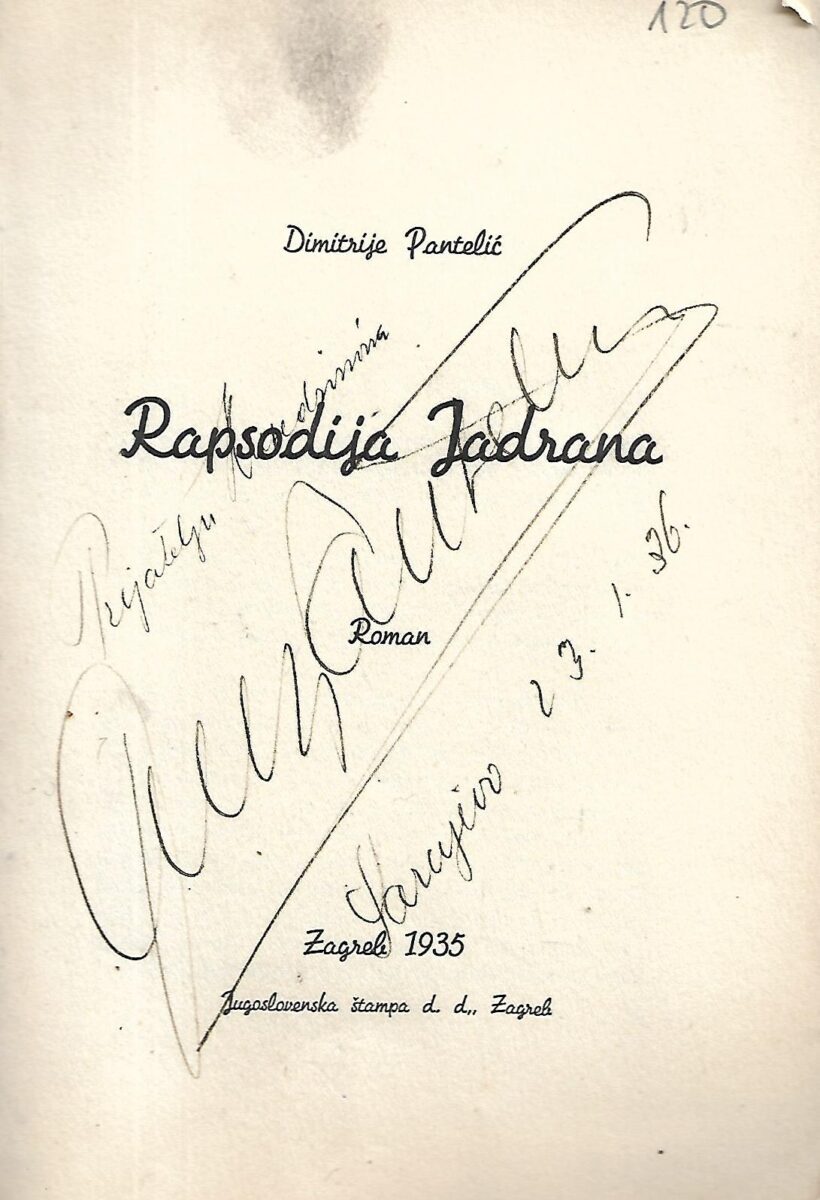 120
Dimitrije Pantelić
Rapsodija Jadrana
Prijatelju
Roman
Sarajevo 23. 1. 36.
Zagreb 1935
Jugoslovenska štampa d. d., Zagreb